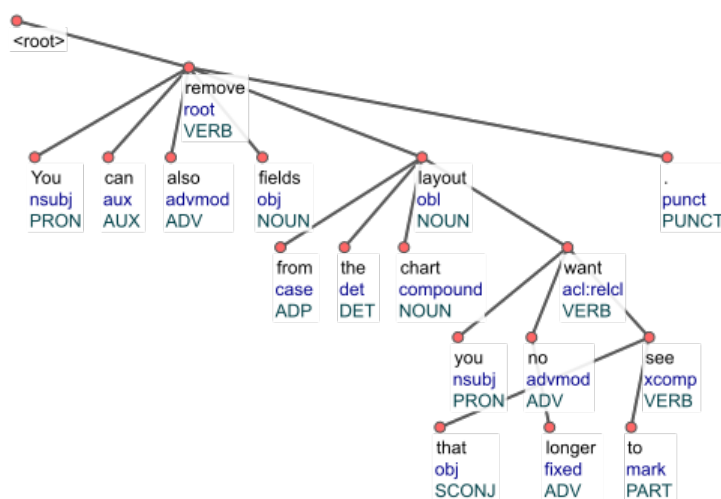 <root>
remove
root
VERB
You can also fields layout .
nsubj aux advmod obj obl punct
PRON AUX ADV NOUN NOUN PUNCT
from the chart want
case det compound acl:relcl
ADP DET NOUN VERB
you no see
nsubj advmod xcomp
PRON ADV VERB
that longer to
obj fixed mark
SCONJ ADV PART